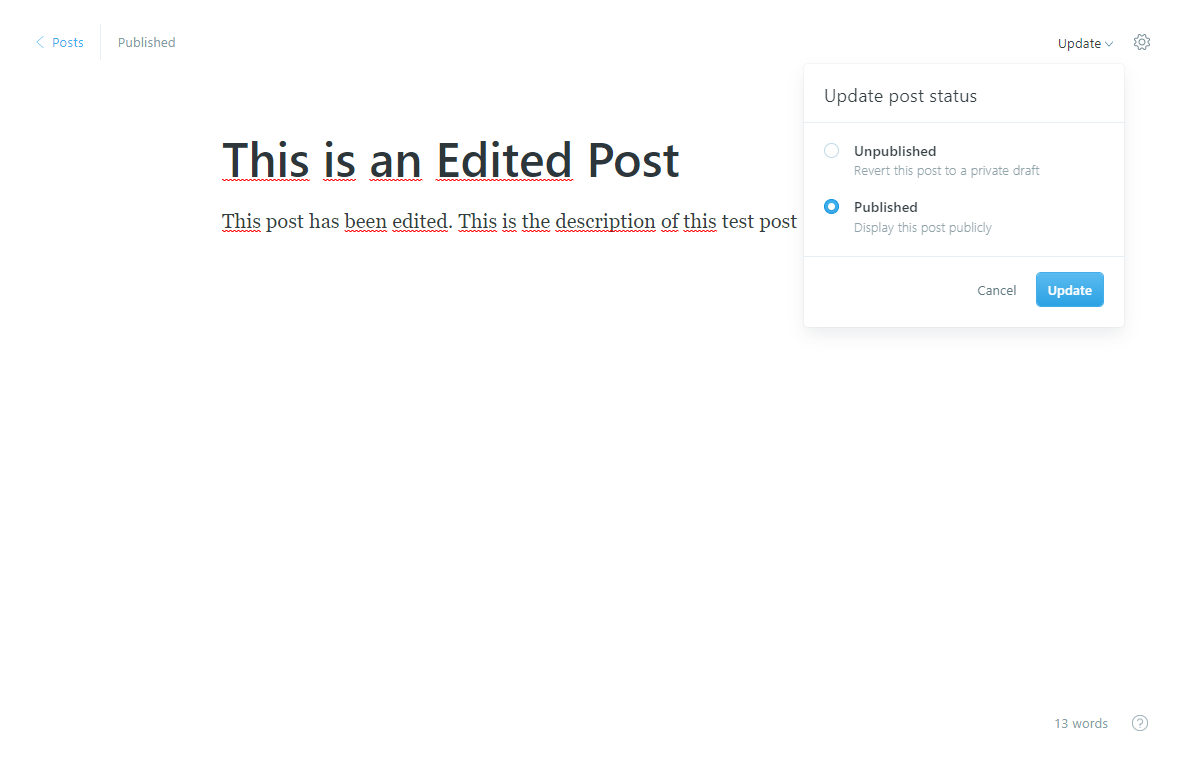 Posts
Published
Update
Update post status
This is an Edited Post
Unpublished
Revert this post to a private draft
Published
This post has been edited. This is the description of this test post
Display this post publicly
Cancel
Update
13 words
?